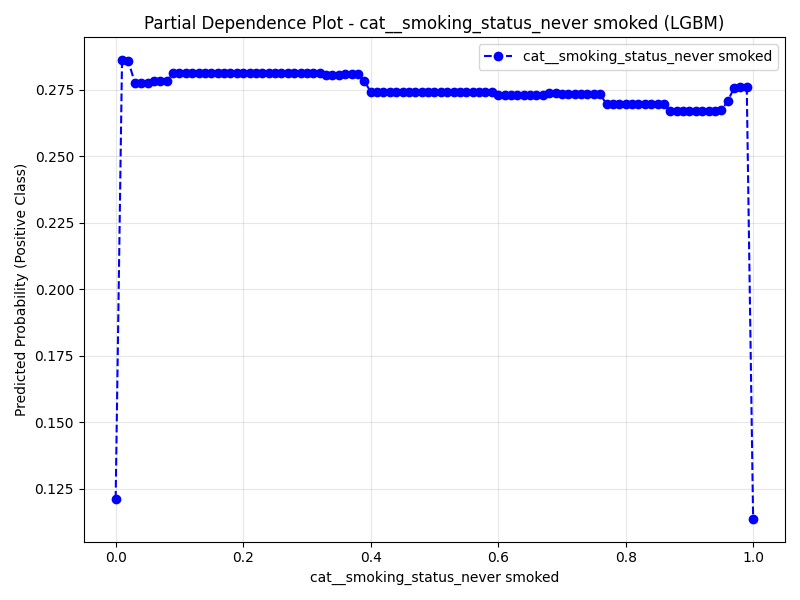 Partial Dependence Plot - cat__smoking_status_never smoked (LGBM)
cat__smoking_status_never smoked
Predicted Probability (Positive Class)
0.275
0.250
0.225
0.200
0.175
0.150
0.125
0.0 0.2 0.4 0.6 0.8 1.0
cat__smoking_status_never smoked